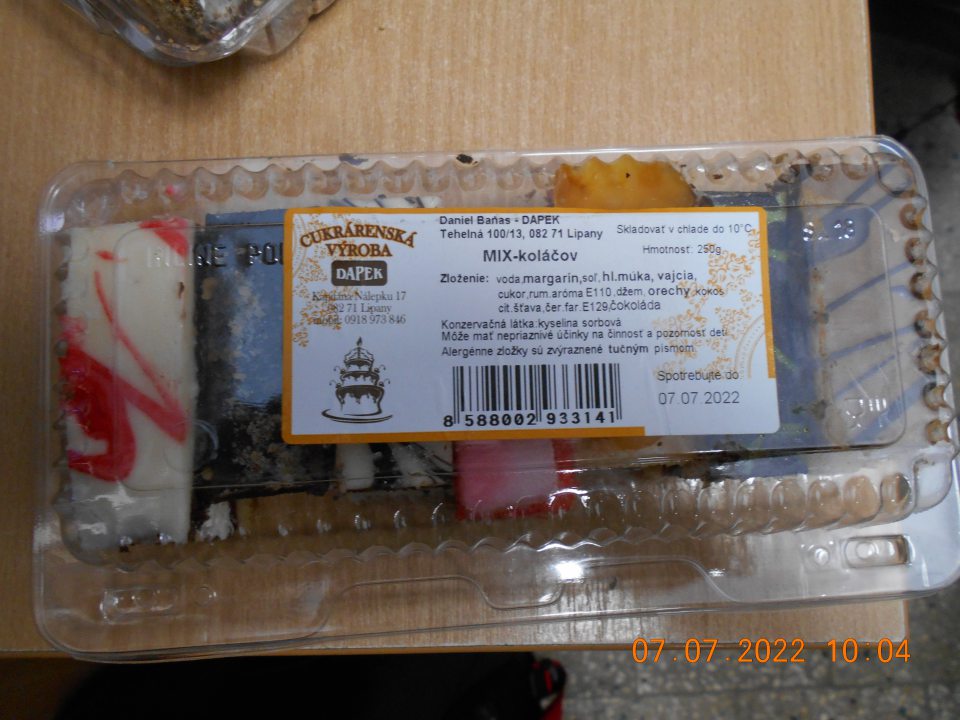 CUKRÁRENSKÁ
VÝROBA
DAPEK
Kapitána Nálepku 17
082 71 Lipany
mobil: 0918 973 846
Daniel Baňas - DAPEK
Tehelná 100/13, 082 71 Lipany
Skladovať v chlade do 10°C
MIX-koláčov
Hmotnosť: 250g
Zloženie: voda,margarín,soľ,hl.múka, vajcia,
cukor,rum.aróma E110,džem, orechy, kokos
cit.šťava,čer.far.E129,čokoláda
Konzervačná látka:kyselina sorbová
Môže mať nepriaznivé účinky na činnosť a pozornosť detí
Alergénne zložky sú zvýraznené tučným písmom
Spotrebujte do:
07.07.2022
8 588002 933141
07.07.2022 10:04